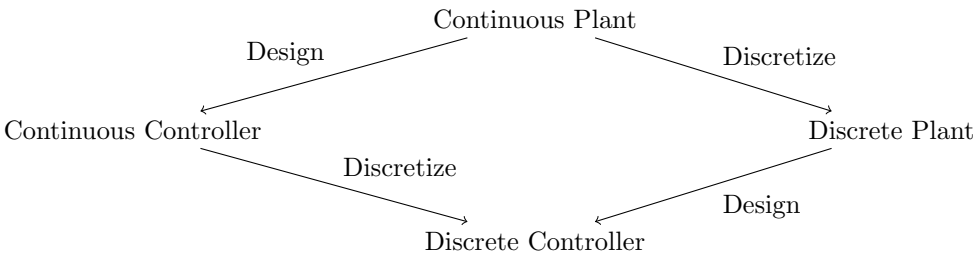 Continuous Plant
Design
Discretize
Continuous Controller
Discrete Plant
Discretize
Design
Discrete Controller